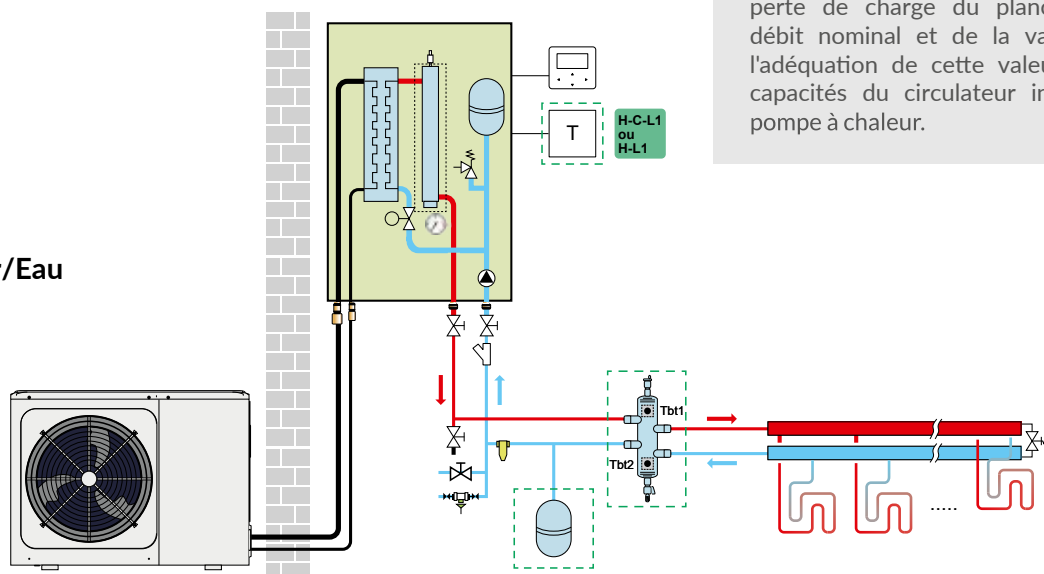 perte de charge du planc
débit nominal et de la va
l'adéquation de cette valeu
capacités du circulateur in
pompe à chaleur.
H-C-L1
ou
H-L1
T
r/Eau
Tbt1
Tbt2
.....